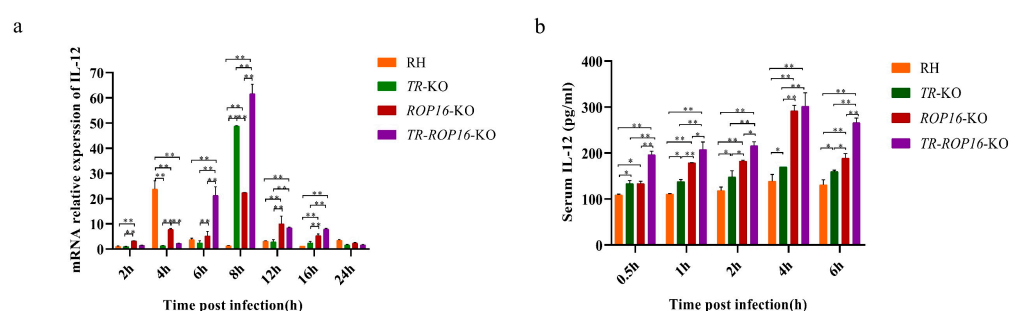 a
b
mRNA relative experssion of IL-12
70
60
50
40
30
20
10
0
2h
4h
6h
8h
12h
16h
24h
Time post infection(h)
RH
TR-KO
ROP16-KO
TR-ROP16-KO
Serum IL-12 (pg/ml)
400
300
200
100
0
0.5h
1h
2h
4h
6h
Time post infection(h)
RH
TR-KO
ROP16-KO
TR-ROP16-KO